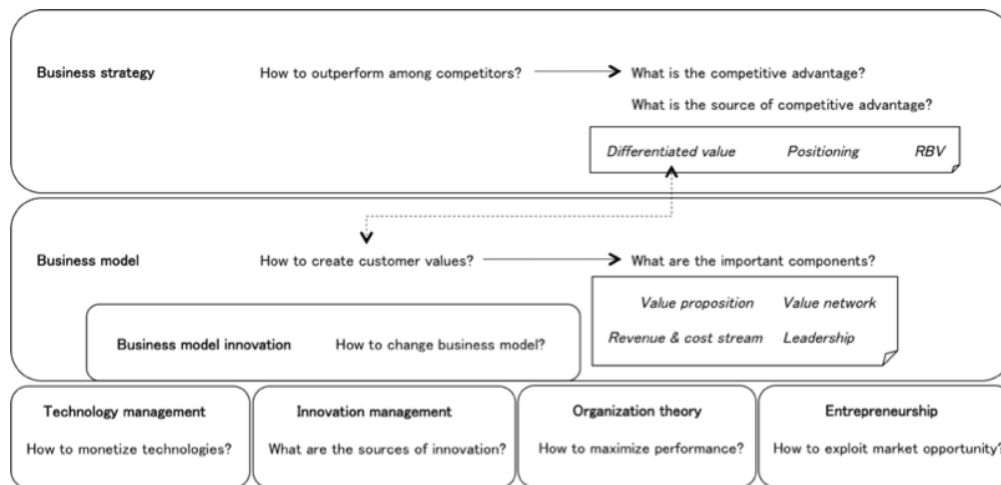 Business strategy How to outperform among competitors? What is the competitive advantage?
What is the source of competitive advantage?
Differentiated value Positioning RBV
Business model How to create customer values? What are the important components?
Value proposition Value network
Business model innovation How to change business model? Revenue & cost stream Leadership
Technology management Innovation management Organization theory Entrepreneurship
How to monetize technologies? What are the sources of innovation? How to maximize performance? How to exploit market opportunity?